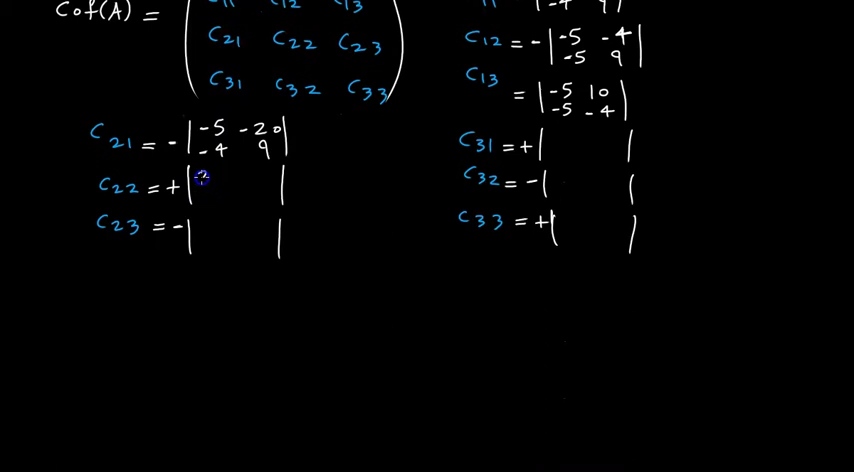 Cof(A) =
C21 C22 C23
C31 C32 C33
C12 = - | -5 -4 |
| -5 9 |
C13 = | -5 10 |
| -5 -4 |
C21 = - | -5 -20 |
| -4 9 |
C22 = + | |
C23 = - | |
C31 = + | |
C32 = - | |
C33 = + | |